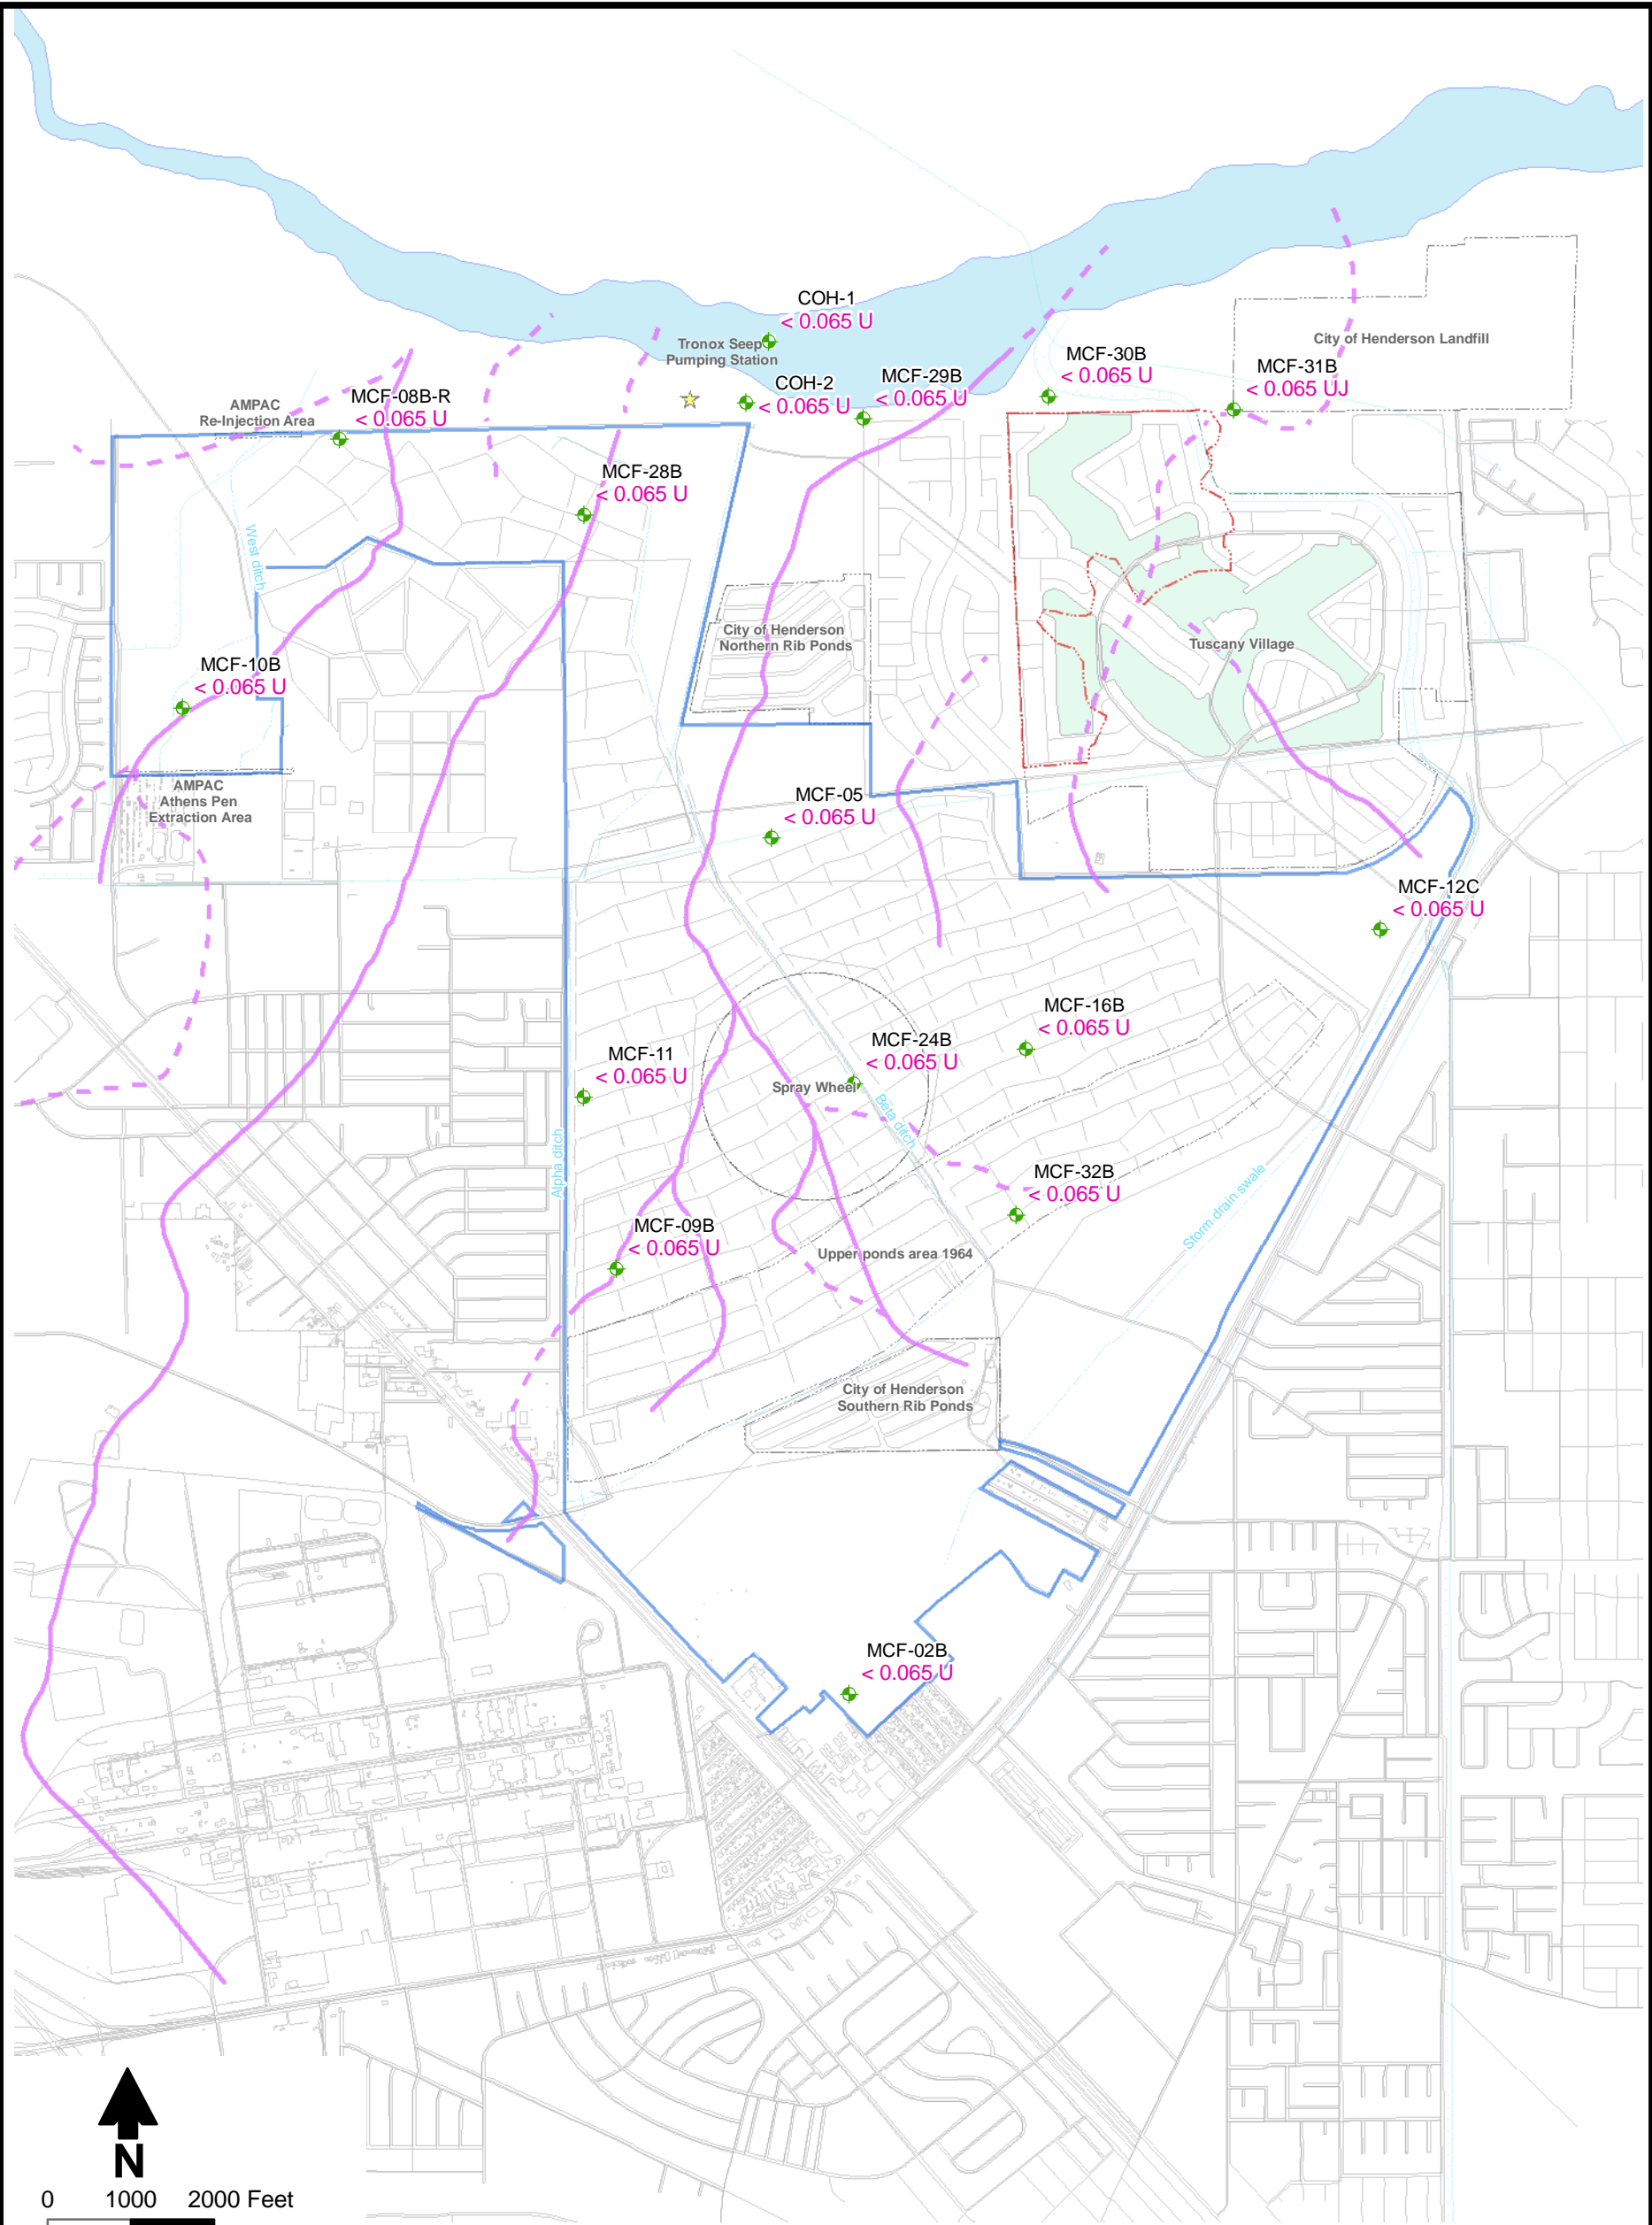 COH-1
< 0.065 U
Tronox Seep
Pumping Station
City of Henderson Landfill
MCF-30B
< 0.065 U
MCF-31B
< 0.065 UJ
COH-2
< 0.065 U
MCF-29B
< 0.065 U
MCF-08B-R
< 0.065 U
AMPAC
Re-Injection Area
MCF-28B
< 0.065 U
West ditch
City of Henderson
Northern Rib Ponds
Tuscany Village
MCF-10B
< 0.065 U
AMPAC
Athens Pen
Extraction Area
MCF-05
< 0.065 U
MCF-12C
< 0.065 U
MCF-16B
< 0.065 U
MCF-24B
< 0.065 U
MCF-11
< 0.065 U
Spray Wheel
Beta ditch
Alpha ditch
MCF-32B
< 0.065 U
Storm drain swale
MCF-09B
< 0.065 U
Upper ponds area 1964
City of Henderson
Southern Rib Ponds
MCF-02B
< 0.065 U
N
0 1000 2000 Feet